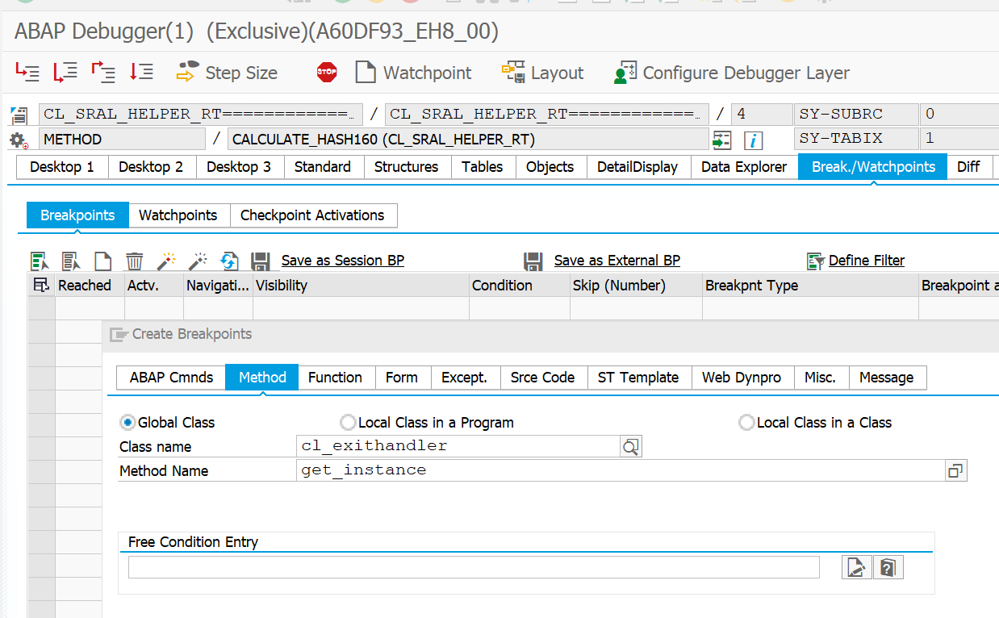 ABAP Debugger(1) (Exclusive)(A60DF93_EH8_00)
Step Size STOP Watchpoint Layout Configure Debugger Layer
CL_SRAL_HELPER_RT============… / CL_SRAL_HELPER_RT============… / 4 SY-SUBRC 0
METHOD / CALCULATE_HASH160 (CL_SRAL_HELPER_RT) SY-TABIX 1
Desktop 1 Desktop 2 Desktop 3 Standard Structures Tables Objects DetailDisplay Data Explorer Break./Watchpoints Diff
Breakpoints Watchpoints Checkpoint Activations
Save as Session BP Save as External BP Define Filter
Reached Actv. Navigati... Visibility Condition Skip (Number) Breakpnt Type Breakpoint a
Create Breakpoints
ABAP Cmnds Method Function Form Except. Srce Code ST Template Web Dynpro Misc. Message
Global Class Local Class in a Program Local Class in a Class
Class name cl_exithandler
Method Name get_instance
Free Condition Entry